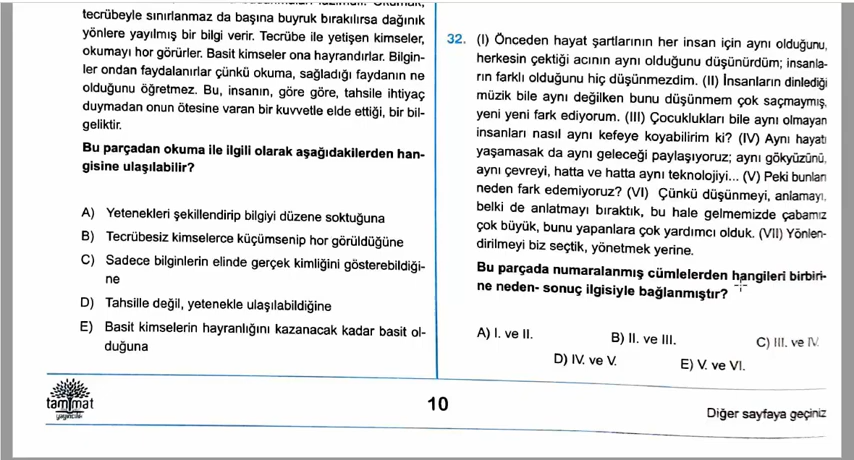 tecrübeyle sınırlanmaz da başına buyruk bırakılırsa dağınık
yönlere yayılmış bir bilgi verir. Tecrübe ile yetişen kimseler,
okumayı hor görürler. Basit kimseler ona hayrandırlar. Bilgin-
ler ondan faydalanırlar çünkü okuma, sağladığı faydanın ne
olduğunu öğretmez. Bu, insanın, göre göre, tahsile ihtiyaç
duymadan onun ötesine varan bir kuvvetle elde ettiği, bir bil-
geliktir.
Bu parçadan okuma ile ilgili olarak aşağıdakilerden han-
gisine ulaşılabilir?
A) Yetenekleri şekillendirip bilgiyi düzene soktuğuna
B) Tecrübesiz kimselerce küçümsenip hor görüldüğüne
C) Sadece bilginlerin elinde gerçek kimliğini gösterebildiği-
ne
D) Tahsille değil, yetenekle ulaşılabildiğine
E) Basit kimselerin hayranlığını kazanacak kadar basit ol-
duğuna
32. (I) Önceden hayat şartlarının her insan için aynı olduğunu,
herkesin çektiği acının aynı olduğunu düşünürdüm; insanla-
rın farklı olduğunu hiç düşünmezdim. (II) İnsanların dinlediği
müzik bile aynı değilken bunu düşünmem çok saçmaymış,
yeni yeni fark ediyorum. (III) Çocuklukları bile aynı olmayan
insanları nasıl aynı kefeye koyabilirim ki? (IV) Aynı hayatı
yaşamasak da aynı geleceği paylaşıyoruz; aynı gökyüzünü,
aynı çevreyi, hatta ve hatta aynı teknolojiyi... (V) Peki bunları
neden fark edemiyoruz? (VI) Çünkü düşünmeyi, anlamayı,
belki de anlatmayı bıraktık, bu hale gelmemizde çabamız
çok büyük, bunu yapanlara çok yardımcı olduk. (VII) Yönlen-
dirilmeyi biz seçtik, yönetmek yerine.
Bu parçada numaralanmış cümlelerden hangileri birbiri-
ne neden- sonuç ilgisiyle bağlanmıştır?
A) I. ve II. B) II. ve III. C) III. ve IV.
D) IV. ve V. E) V. ve VI.
tammat
yayıncılık
10
Diğer sayfaya geçiniz